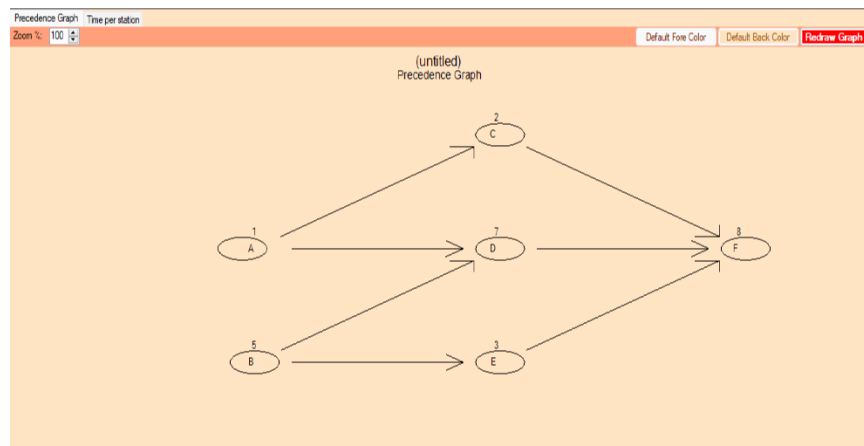 Precedence Graph Time per station
Zoom %: 100 Default Fore Color Default Back Color Redraw Graph
(untitled)
Precedence Graph
2
C
1 7 8
A D F
5 3
B E